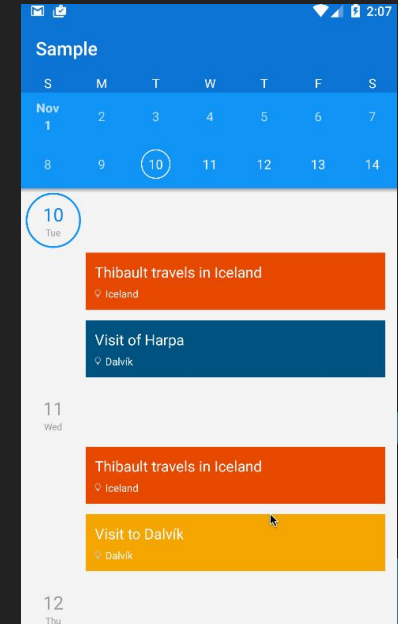 2:07
Sample
S M T W T F S
Nov
1 2 3 4 5 6 7
8 9 10 11 12 13 14
10
Tue
Thibault travels in Iceland
Iceland
Visit of Harpa
Dalvík
11
Wed
Thibault travels in Iceland
Iceland
Visit to Dalvík
Dalvík
12
Thu